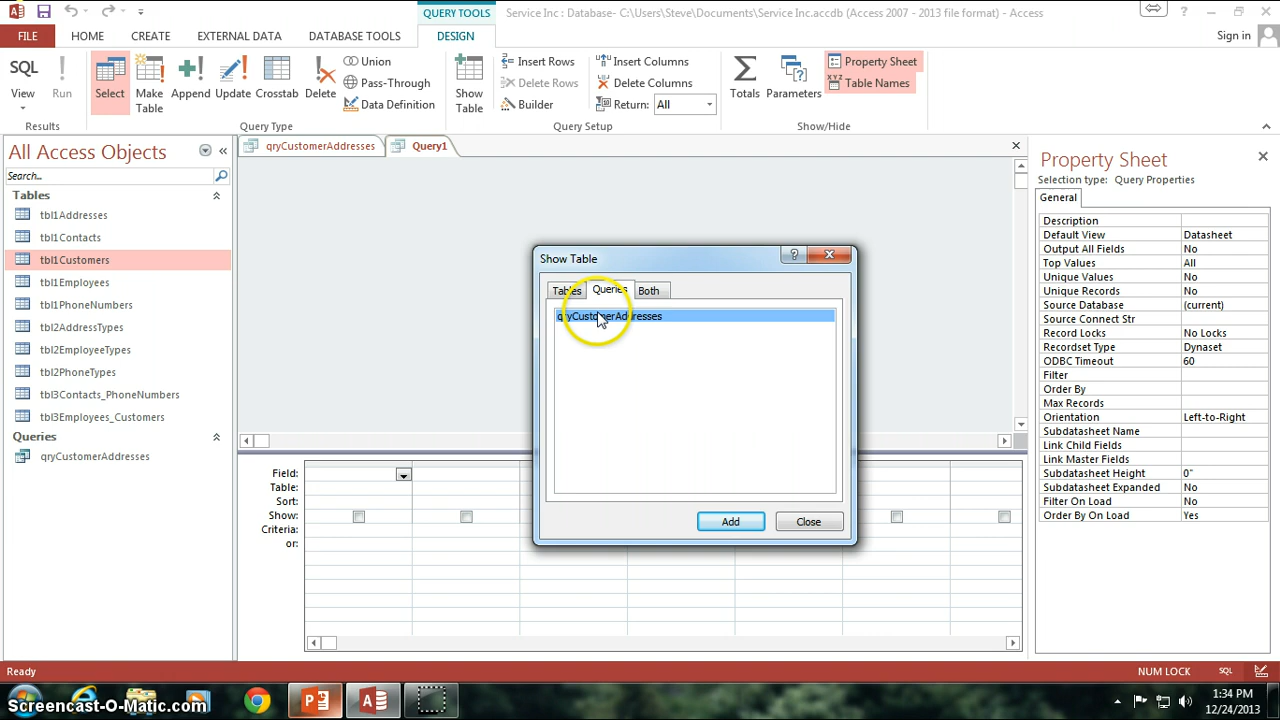 QUERY TOOLS
Service Inc : Database- C:\Users\Steve\Documents\Service Inc.accdb (Access 2007 - 2013 file format) - Access
FILE HOME CREATE EXTERNAL DATA DATABASE TOOLS DESIGN Sign in
SQL View Run
Results
Select Make Table Append Update Crosstab Delete
Union
Pass-Through
Data Definition
Query Type
Show Table
Insert Rows
Delete Rows
Builder
Insert Columns
Delete Columns
Return: All
Query Setup
Totals Parameters
Property Sheet
XYZ Table Names
Show/Hide
All Access Objects
Search...
Tables
tbl1Addresses
tbl1Contacts
tbl1Customers
tbl1Employees
tbl1PhoneNumbers
tbl2AddressTypes
tbl2EmployeeTypes
tbl2PhoneTypes
tbl3Contacts_PhoneNumbers
tbl3Employees_Customers
Queries
qryCustomerAddresses
qryCustomerAddresses Query1
Show Table
Tables Queries Both
qryCustomerAddresses
Add Close
Field:
Table:
Sort:
Show:
Criteria:
or:
Property Sheet
Selection type: Query Properties
General
Description
Default View Datasheet
Output All Fields No
Top Values All
Unique Values No
Unique Records No
Source Database (current)
Source Connect Str
Record Locks No Locks
Recordset Type Dynaset
ODBC Timeout 60
Filter
Order By
Max Records
Orientation Left-to-Right
Subdatasheet Name
Link Child Fields
Link Master Fields
Subdatasheet Height 0"
Subdatasheet Expanded No
Filter On Load No
Order By On Load Yes
Ready NUM LOCK SQL
Screencast-O-Matic.com
1:34 PM
12/24/2013